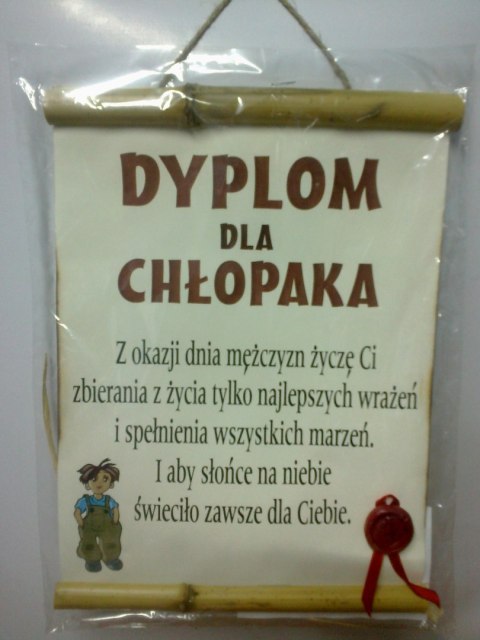 DYPLOM
DLA
CHŁOPAKA
Z okazji dnia mężczyzn życzę Ci
zbierania z życia tylko najlepszych wrażeń
i spełnienia wszystkich marzeń.
I aby słońce na niebie
świeciło zawsze dla Ciebie.